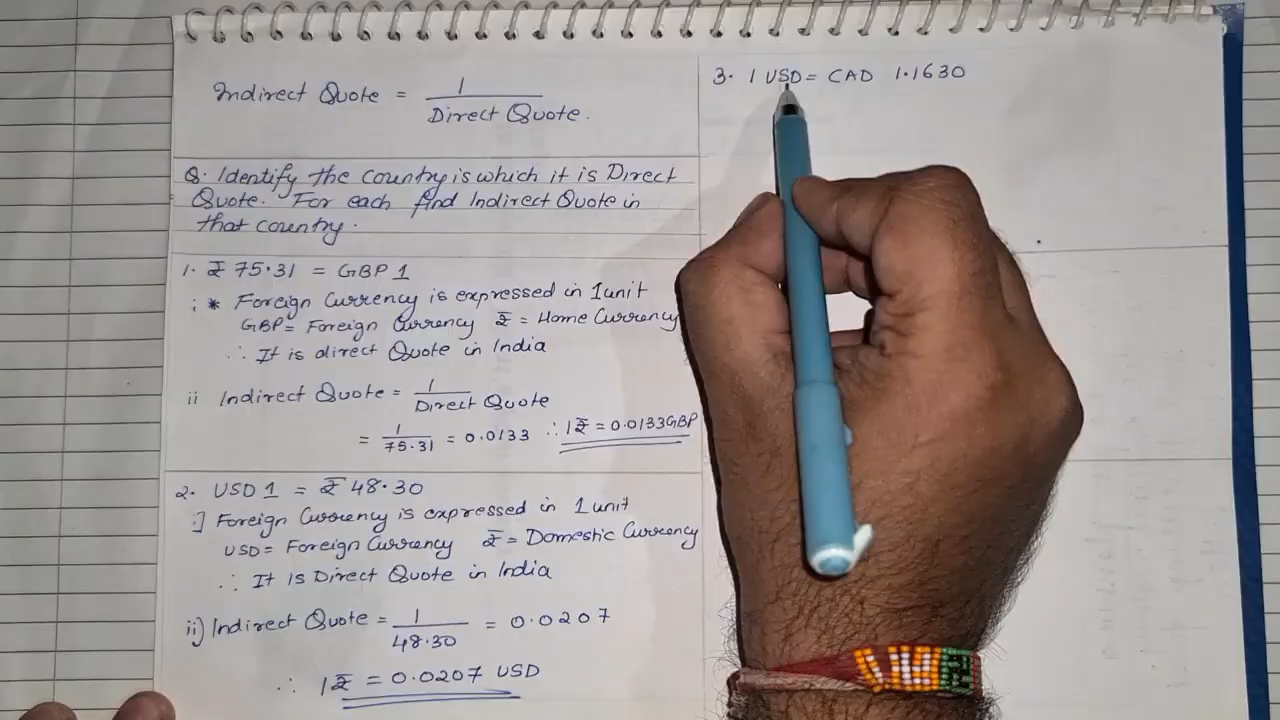 Indirect Quote = 1 / Direct Quote.
Q. Identify the country is which it is Direct
Quote. For each find Indirect Quote in
that country.
1. ₹ 75.31 = GBP 1
i * Foreign Currency is expressed in 1 unit
GBP = Foreign Currency ₹ = Home Currency
∴ It is direct Quote in India
ii Indirect Quote = 1 / Direct Quote
= 1 / 75.31 = 0.0133 ∴ 1₹ = 0.0133 GBP
2. USD 1 = ₹ 48.30
i] Foreign Currency is expressed in 1 unit
USD = Foreign Currency ₹ = Domestic Currency
∴ It is Direct Quote in India
ii) Indirect Quote = 1 / 48.30 = 0.0207
∴ 1₹ = 0.0207 USD
3. 1 USD = CAD 1.1630